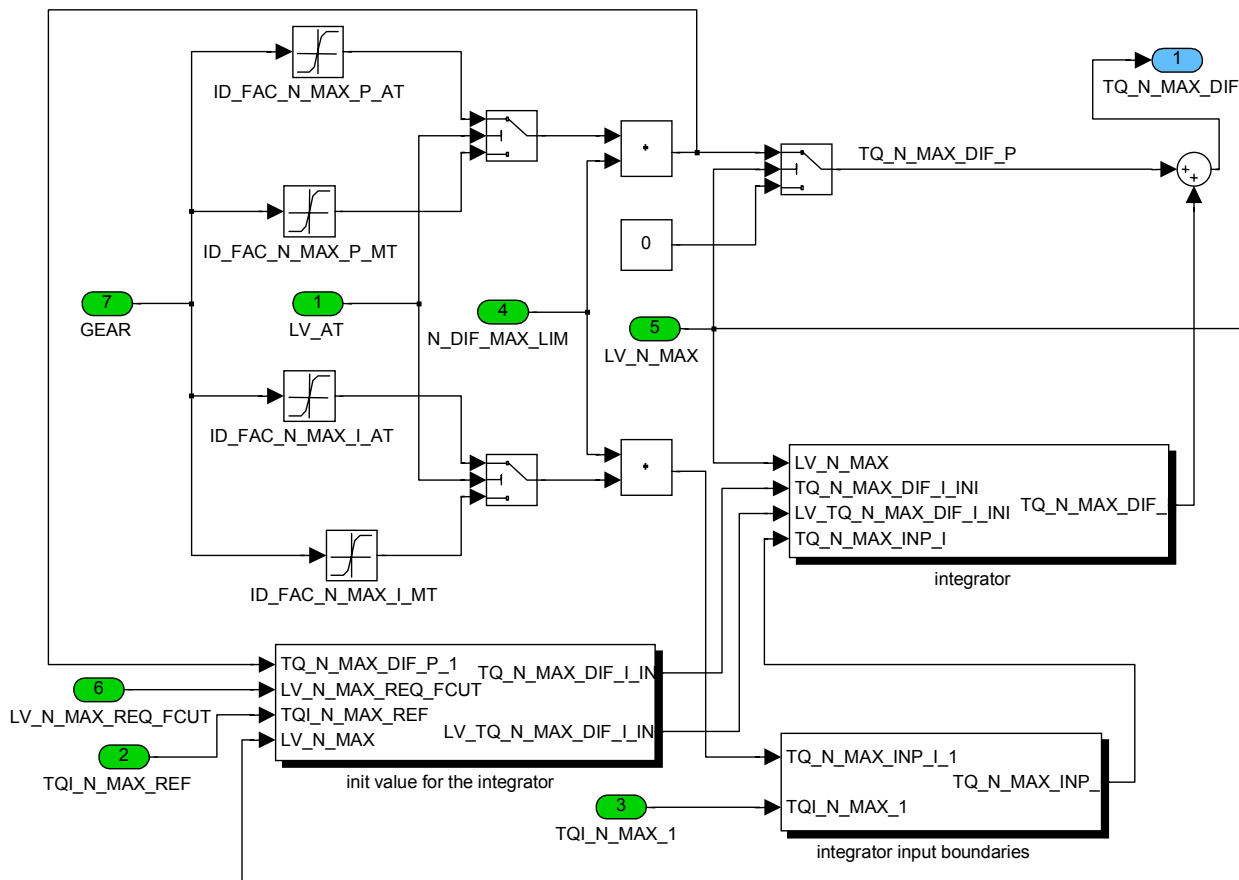 1
TQ_N_MAX_DIF
ID_FAC_N_MAX_P_AT
TQ_N_MAX_DIF_P
+
+
ID_FAC_N_MAX_P_MT
0
7
GEAR
1
LV_AT
4
N_DIF_MAX_LIM
5
LV_N_MAX
ID_FAC_N_MAX_I_AT
ID_FAC_N_MAX_I_MT
LV_N_MAX
TQ_N_MAX_DIF_I_INI
LV_TQ_N_MAX_DIF_I_INI
TQ_N_MAX_INP_I
TQ_N_MAX_DIF_I
integrator
TQ_N_MAX_DIF_P_1
LV_N_MAX_REQ_FCUT
TQI_N_MAX_REF
LV_N_MAX
TQ_N_MAX_DIF_I_IN
LV_TQ_N_MAX_DIF_I_IN
init value for the integrator
6
LV_N_MAX_REQ_FCUT
2
TQI_N_MAX_REF
3
TQI_N_MAX_1
TQ_N_MAX_INP_I_1
TQI_N_MAX_1
TQ_N_MAX_INP_
integrator input boundaries